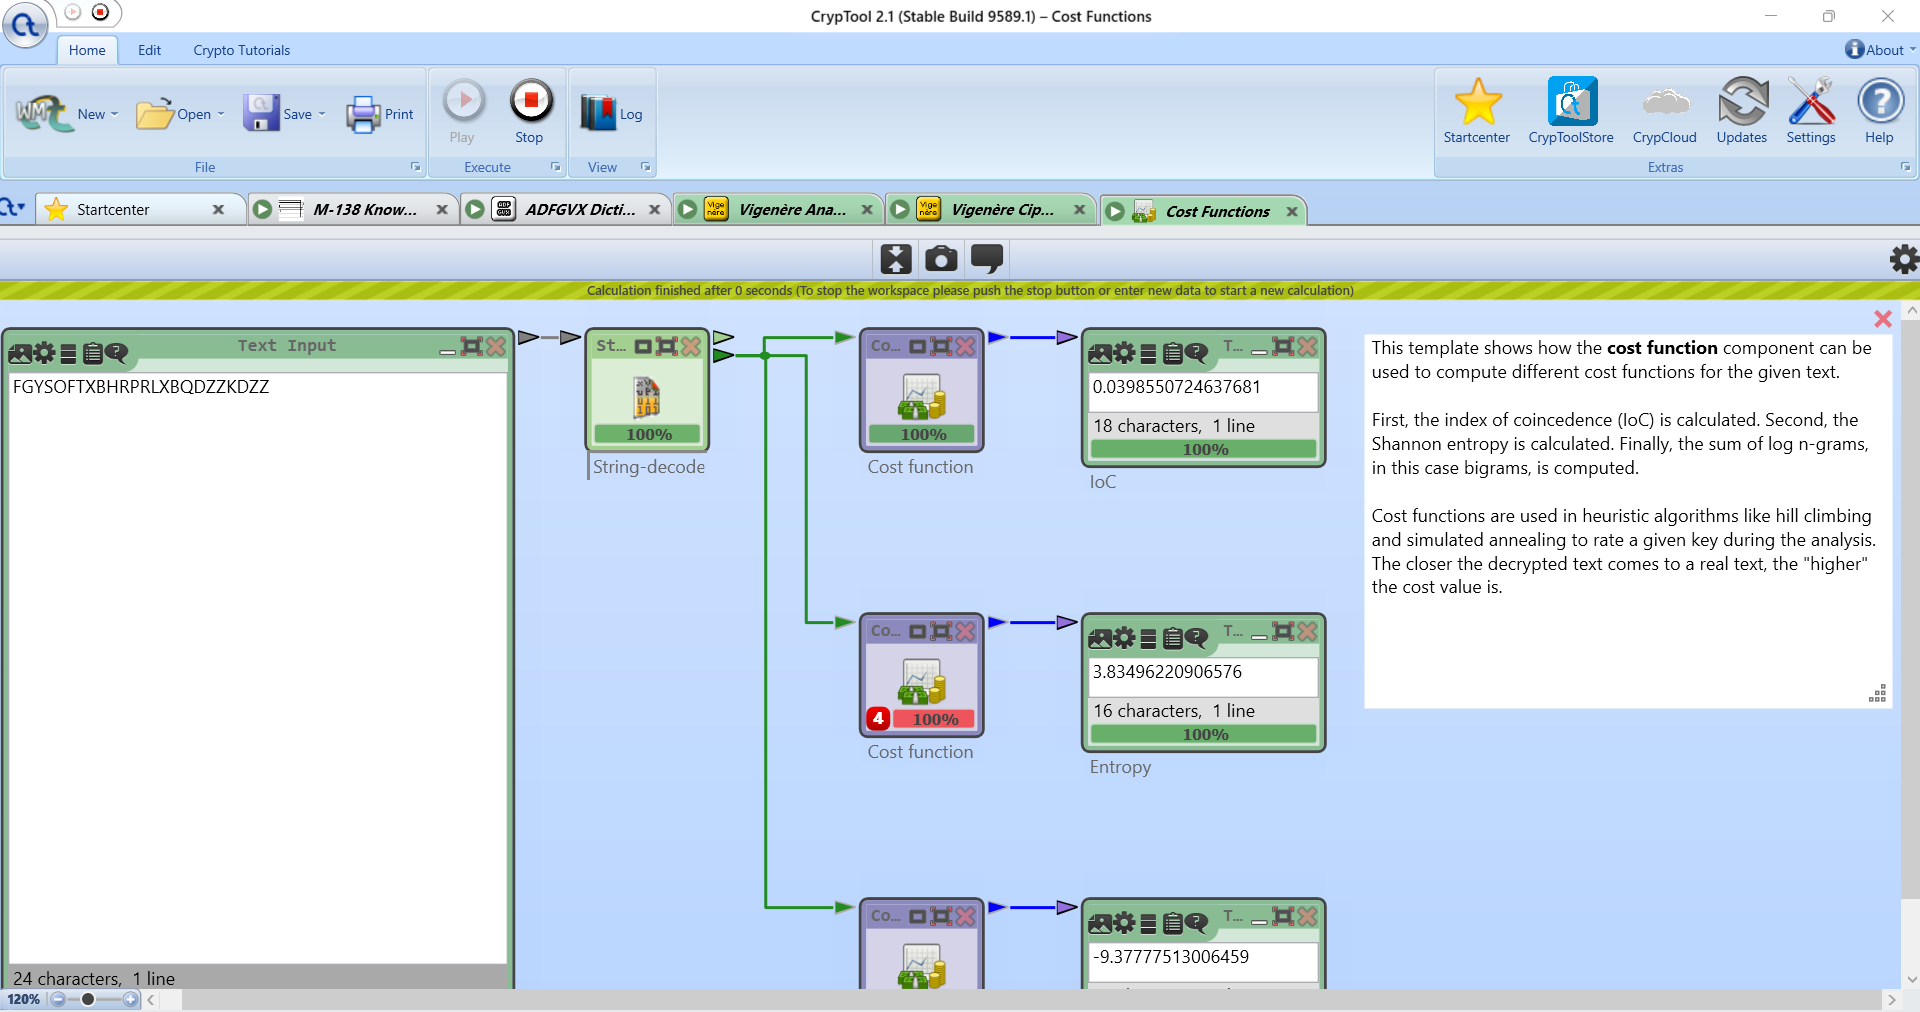 CrypTool 2.1 (Stable Build 9589.1) – Cost Functions
Home Edit Crypto Tutorials About
New Open Save Print Play Stop Log Startcenter CrypToolStore CrypCloud Updates Settings Help
File Execute View Extras
Startcenter M-138 Know... ADFGVX Dicti... Vigenère Ana... Vigenère Cip... Cost Functions
Calculation finished after 0 seconds (To stop the workspace please push the stop button or enter new data to start a new calculation)
Text Input
FGYSOFTXBHRPRLXBQDZZKDZZ
24 characters, 1 line
St...
100%
String-decode
Co...
100%
Cost function
T...
0.0398550724637681
18 characters, 1 line
100%
IoC
Co...
4 100%
Cost function
T...
3.83496220906576
16 characters, 1 line
100%
Entropy
Co...
T...
-9.37777513006459
This template shows how the cost function component can be
used to compute different cost functions for the given text.
First, the index of coincedence (IoC) is calculated. Second, the
Shannon entropy is calculated. Finally, the sum of log n-grams,
in this case bigrams, is computed.
Cost functions are used in heuristic algorithms like hill climbing
and simulated annealing to rate a given key during the analysis.
The closer the decrypted text comes to a real text, the "higher"
the cost value is.
120%